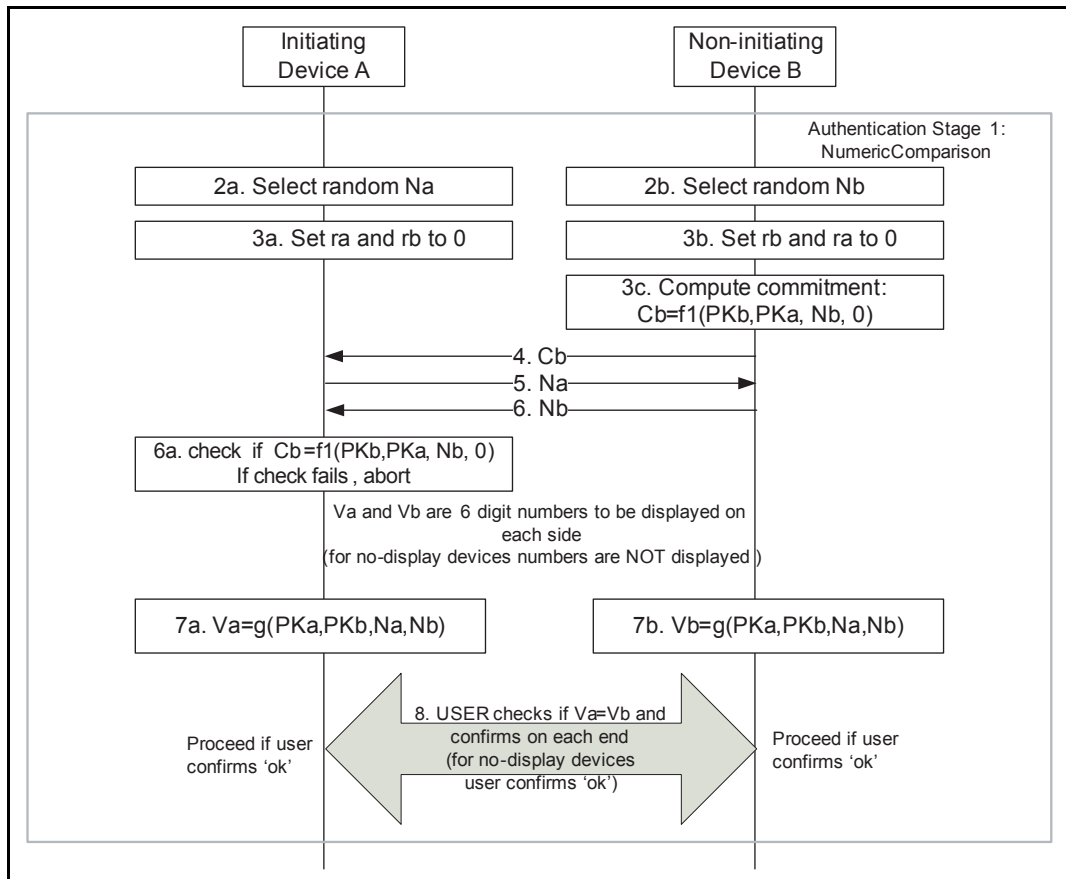 Initiating
Device A
Non-initiating
Device B
Authentication Stage 1:
NumericComparison
2a. Select random Na
2b. Select random Nb
3a. Set ra and rb to 0
3b. Set rb and ra to 0
3c. Compute commitment:
Cb=f1(PKb,PKa, Nb, 0)
4. Cb
5. Na
6. Nb
6a. check if Cb=f1(PKb,PKa, Nb, 0)
If check fails, abort
Va and Vb are 6 digit numbers to be displayed on
each side
(for no-display devices numbers are NOT displayed )
7a. Va=g(PKa,PKb,Na,Nb)
7b. Vb=g(PKa,PKb,Na,Nb)
8. USER checks if Va=Vb and
confirms on each end
(for no-display devices
user confirms ‘ok’)
Proceed if user
confirms ‘ok’
Proceed if user
confirms ‘ok’